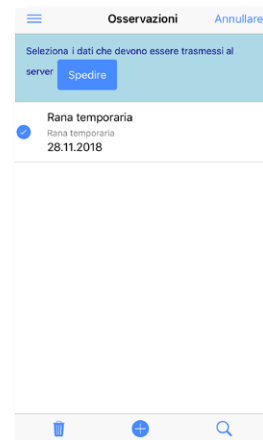 Osservazioni Annullare
Seleziona i dati che devono essere trasmessi al
server Spedire
Rana temporaria
Rana temporaria
28.11.2018